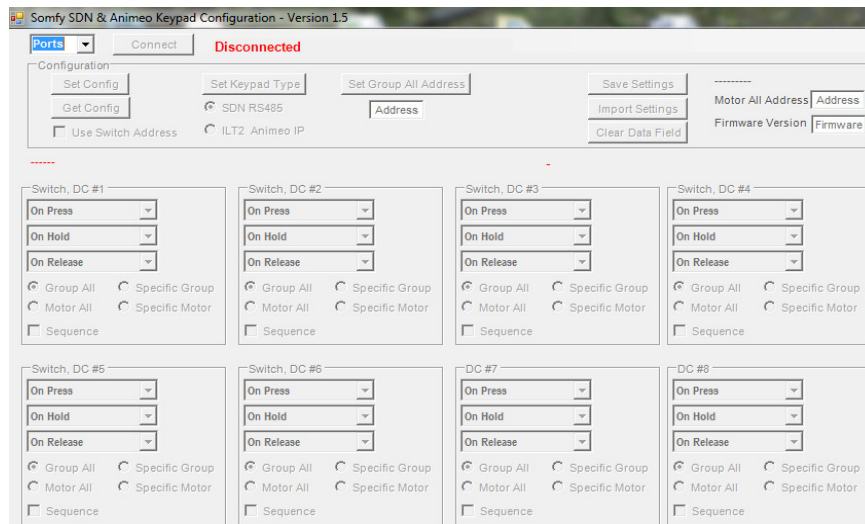 Somfy SDN & Animeo Keypad Configuration - Version 1.5
Ports Connect Disconnected
Configuration
Set Config Set Keypad Type Set Group All Address Save Settings ---------
Get Config SDN RS485 Address Import Settings Motor All Address Address
Use Switch Address ILT2 Animeo IP Clear Data Field Firmware Version Firmware
------ -
Switch, DC #1 Switch, DC #2 Switch, DC #3 Switch, DC #4
On Press On Press On Press On Press
On Hold On Hold On Hold On Hold
On Release On Release On Release On Release
Group All Specific Group Group All Specific Group Group All Specific Group Group All Specific Group
Motor All Specific Motor Motor All Specific Motor Motor All Specific Motor Motor All Specific Motor
Sequence Sequence Sequence Sequence
Switch, DC #5 Switch, DC #6 DC #7 DC #8
On Press On Press On Press On Press
On Hold On Hold On Hold On Hold
On Release On Release On Release On Release
Group All Specific Group Group All Specific Group Group All Specific Group Group All Specific Group
Motor All Specific Motor Motor All Specific Motor Motor All Specific Motor Motor All Specific Motor
Sequence Sequence Sequence Sequence